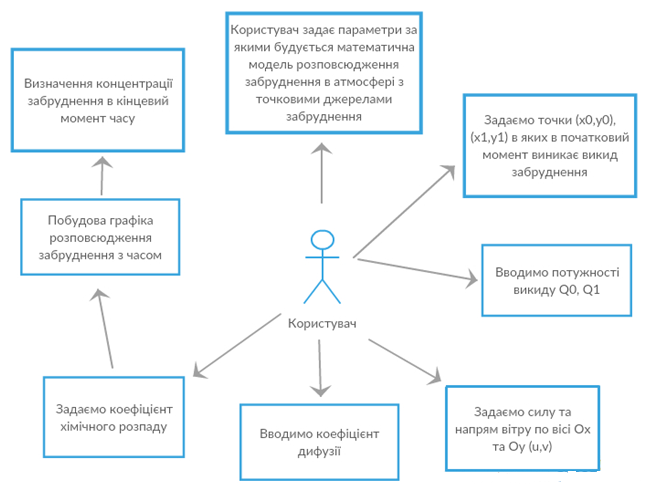 Користувач задає параметри за
якими будується математична
модель розповсюдження
забруднення в атмосфері з
точковими джерелами
забруднення
Визначення концентрації
забруднення в кінцевий
момент часу
Задаємо точки (x0,y0),
(x1,y1) в яких в початковий
момент виникає викид
забруднення
Побудова графіка
розповсюдження
забруднення з часом
Вводимо потужності
викиду Q0, Q1
Користувач
Задаємо коефіцієнт
хімічного розпаду
Вводимо коефіцієнт
дифузії
Задаємо силу та
напрям вітру по вісі Ox
та Oy (u,v)